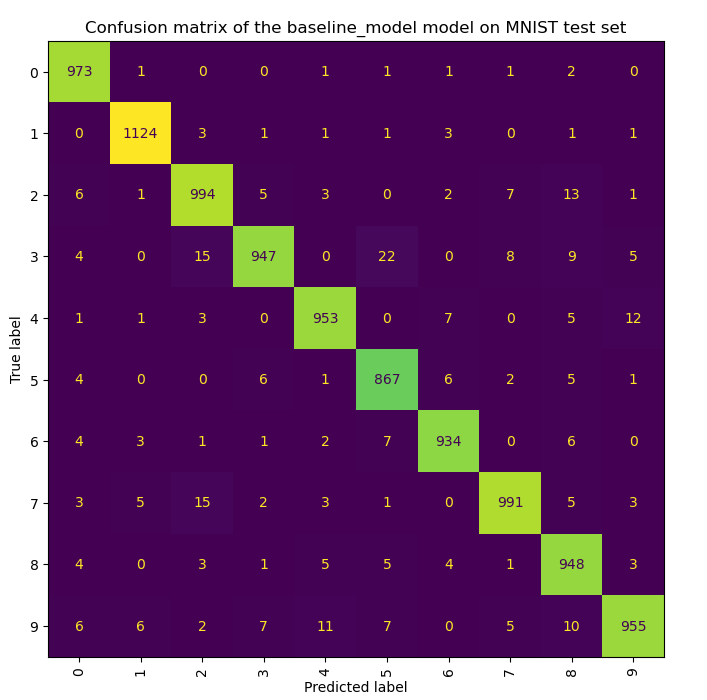 Confusion matrix of the baseline_model model on MNIST test set
0 973 1 0 0 1 1 1 1 2 0
1 0 1124 3 1 1 1 3 0 1 1
2 6 1 994 5 3 0 2 7 13 1
3 4 0 15 947 0 22 0 8 9 5
4 1 1 3 0 953 0 7 0 5 12
5 4 0 0 6 1 867 6 2 5 1
6 4 3 1 1 2 7 934 0 6 0
7 3 5 15 2 3 1 0 991 5 3
8 4 0 3 1 5 5 4 1 948 3
9 6 6 2 7 11 7 0 5 10 955
True label
0 1 2 3 4 5 6 7 8 9
Predicted label